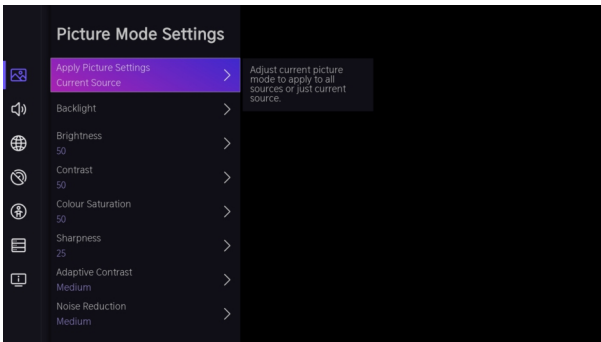 Picture Mode Settings
Apply Picture Settings
Current Source
Adjust current picture
mode to apply to all
sources or just current
source.
Backlight
Brightness
50
Contrast
50
Colour Saturation
50
Sharpness
25
Adaptive Contrast
Medium
Noise Reduction
Medium